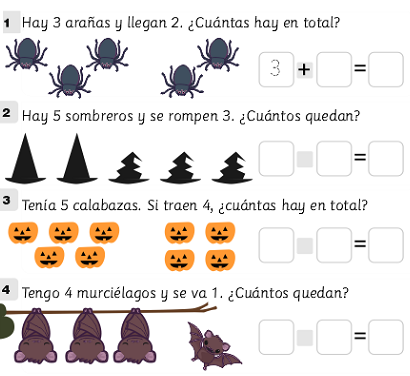 1 Hay 3 arañas y llegan 2. ¿Cuántas hay en total?
3 + =
2 Hay 5 sombreros y se rompen 3. ¿Cuántos quedan?
=
3 Tenía 5 calabazas. Si traen 4, ¿cuántas hay en total?
=
4 Tengo 4 murciélagos y se va 1. ¿Cuántos quedan?
=